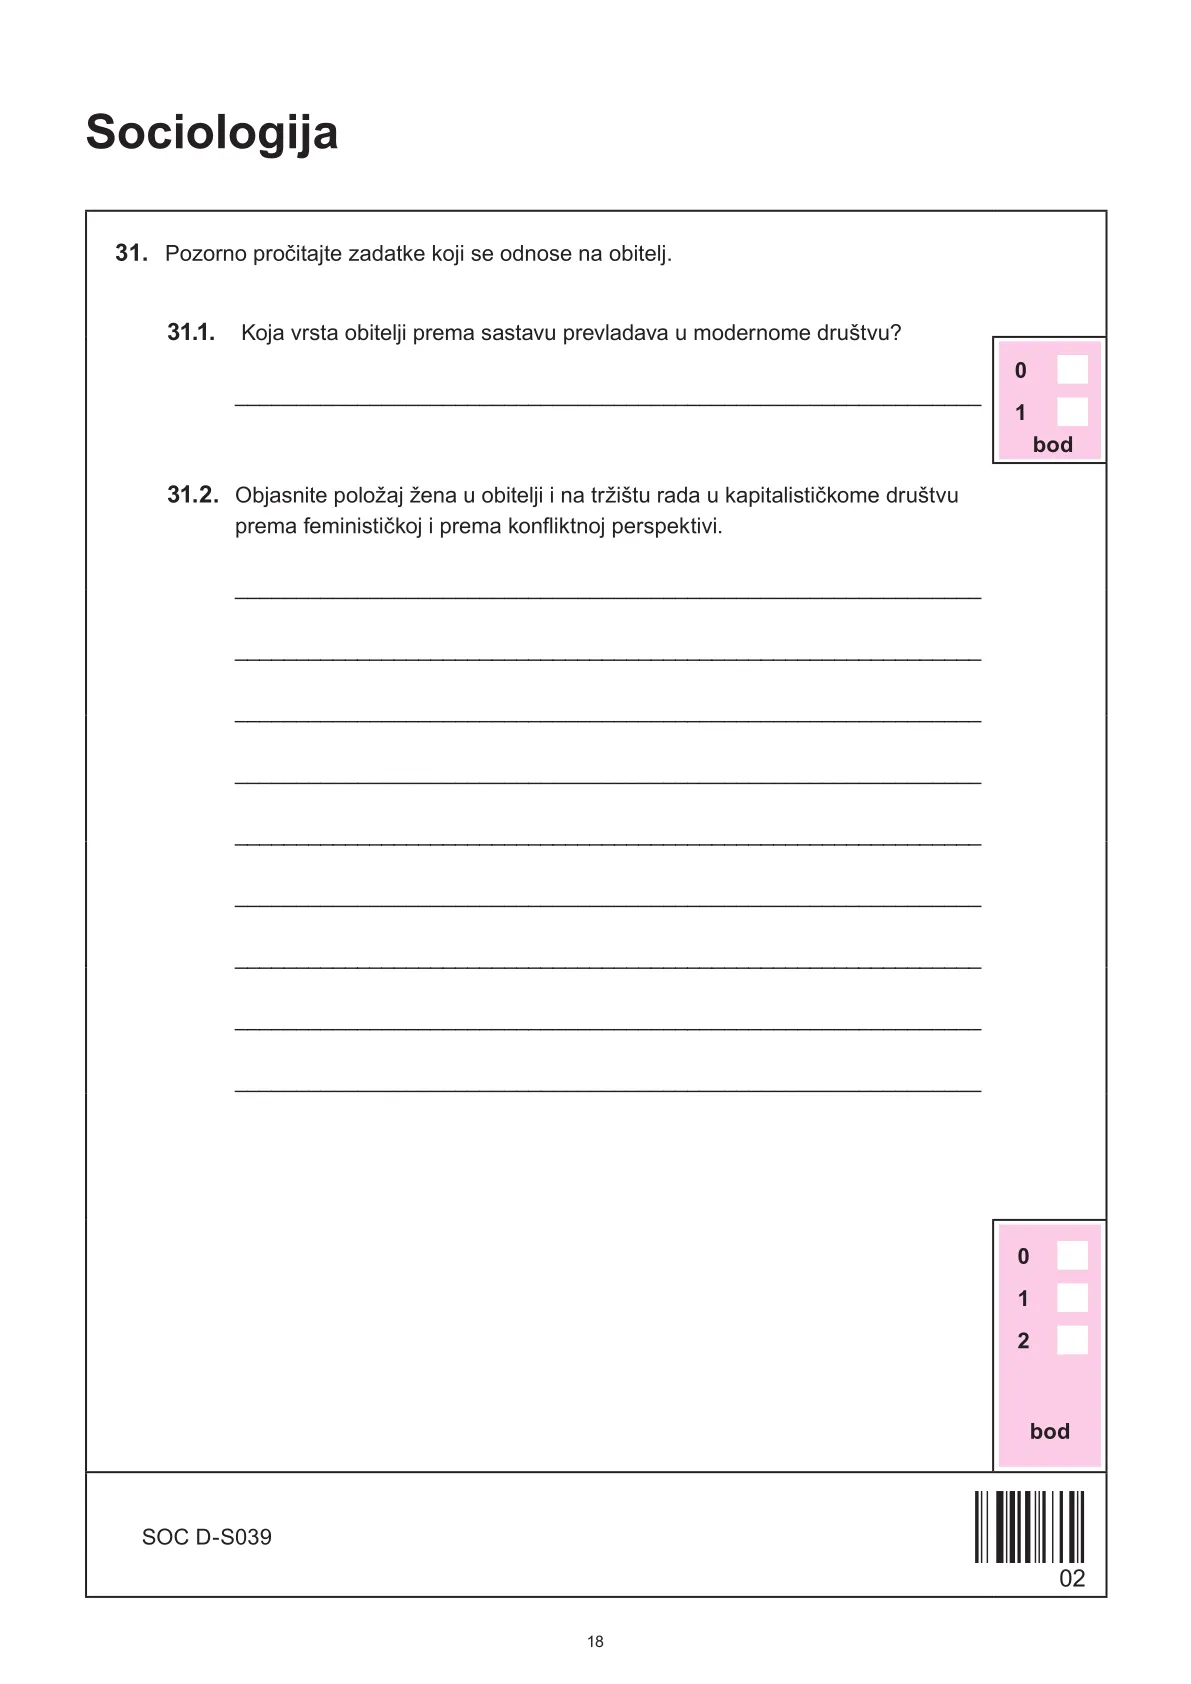 Sociologija
31. Pozorno pročitajte zadatke koji se odnose na obitelj.
31.1. Koja vrsta obitelji prema sastavu prevladava u modernome društvu?
0
1
bod
31.2. Objasnite položaj žena u obitelji i na tržištu rada u kapitalističkome društvu
prema feminističkoj i prema konfliktnoj perspektivi.
0
1
2
bod
SOC D-S039
02
18